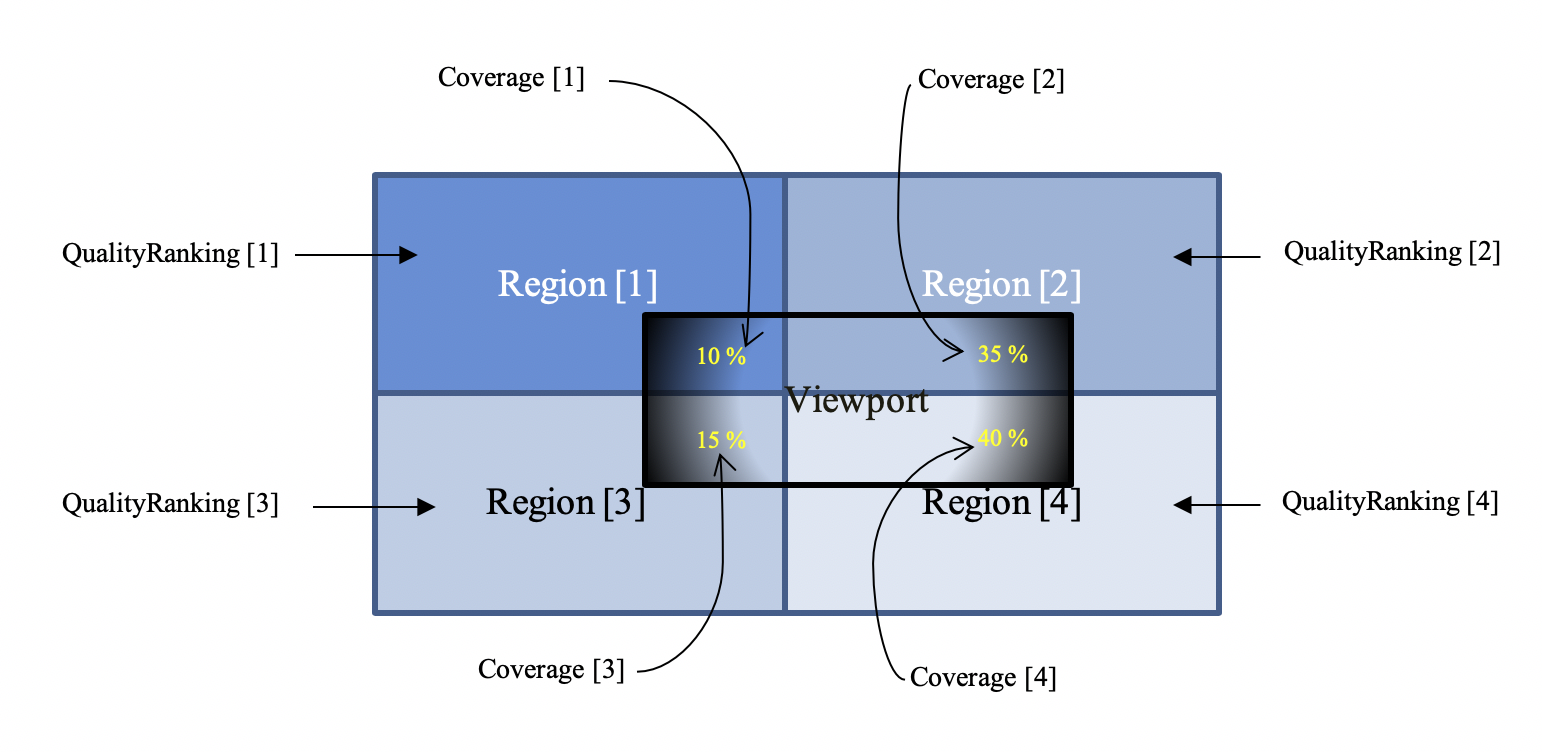 Coverage [1]
Coverage [2]
QualityRanking [1]
QualityRanking [2]
Region [1]
Region [2]
10 %
35 %
Viewport
15 %
40 %
Region [3]
Region [4]
QualityRanking [3]
QualityRanking [4]
Coverage [3]
Coverage [4]